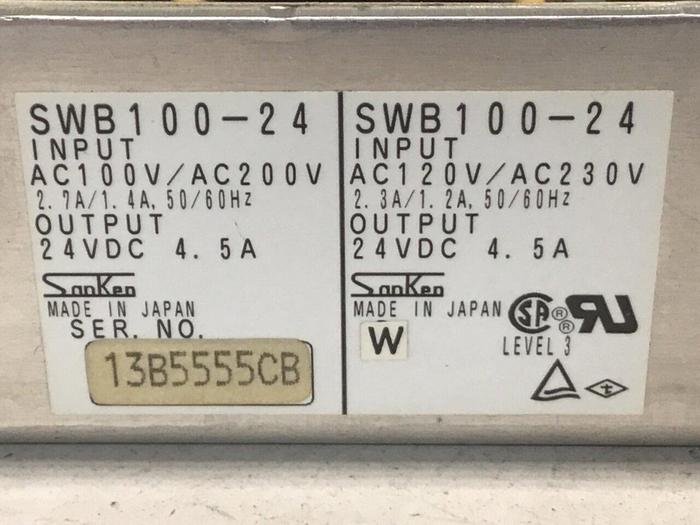 SWB100-24
INPUT
AC100V/AC200V
2.7A/1.4A, 50/60Hz
OUTPUT
24VDC 4.5A
SanKen
MADE IN JAPAN
SER. NO.
13B5555CB
SWB100-24
INPUT
AC120V/AC230V
2.3A/1.2A, 50/60Hz
OUTPUT
24VDC 4.5A
SanKen
MADE IN JAPAN
W
SA ® ® UR
LEVEL 3